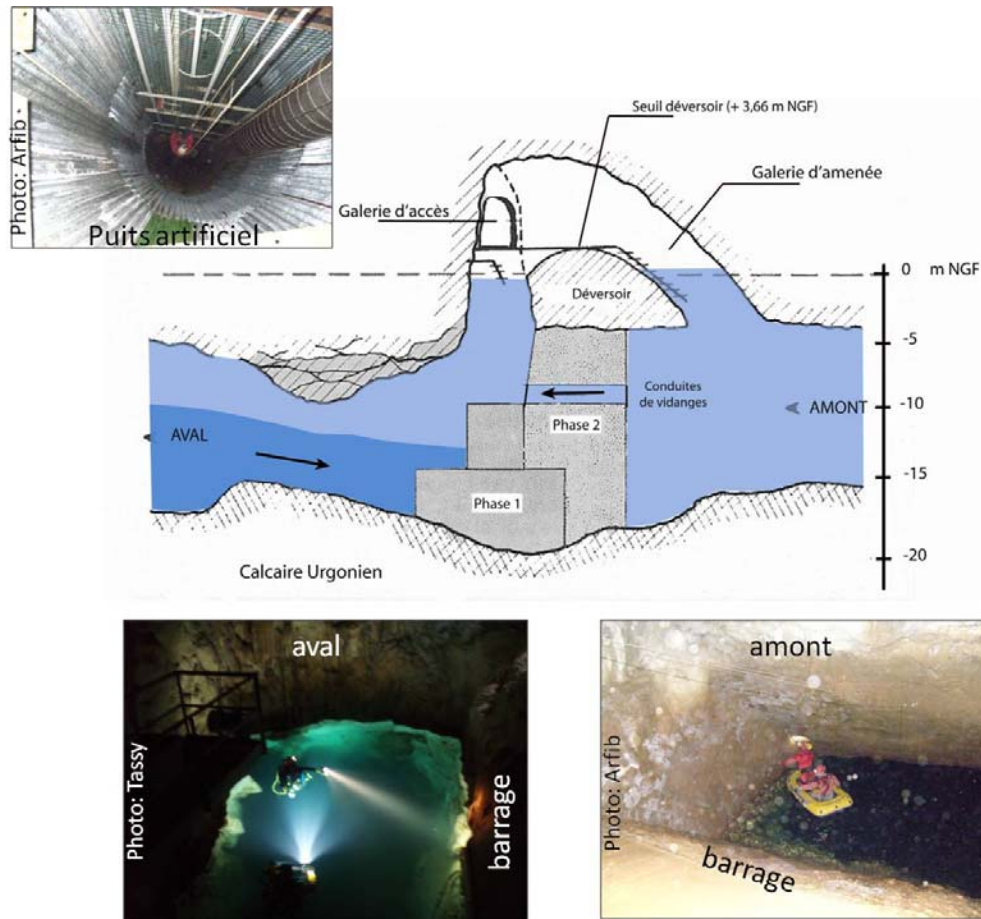 Photo: Arfib
Puits artificiel
Seuil déversoir (+ 3,66 m NGF)
Galerie d'amenée
Galerie d'accès
0 m NGF
Déversoir
-5
Conduites
de vidanges
AMONT
-10
AVAL
Phase 2
-15
Phase 1
-20
Calcaire Urgonien
aval
Photo: Tassy
barrage
amont
Photo: Arfib
barrage